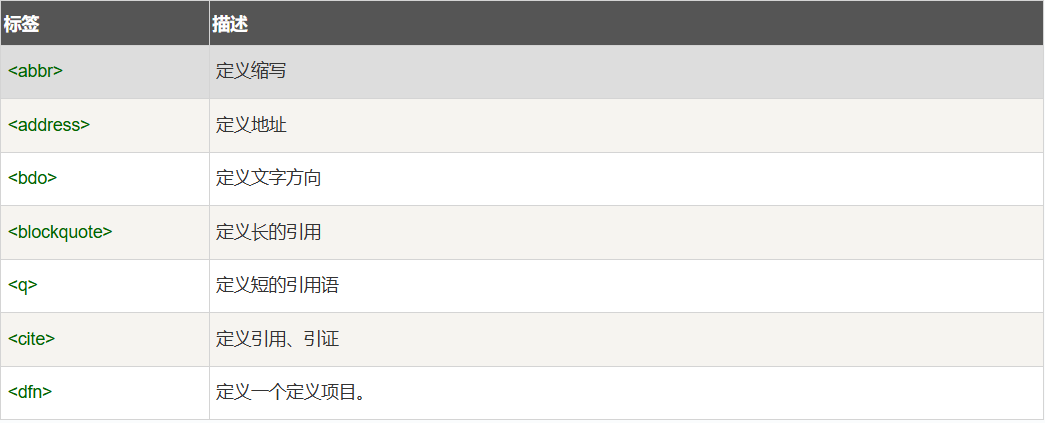 标签 描述
<abbr> 定义缩写
<address> 定义地址
<bdo> 定义文字方向
<blockquote> 定义长的引用
<q> 定义短的引用语
<cite> 定义引用、引证
<dfn> 定义一个定义项目。